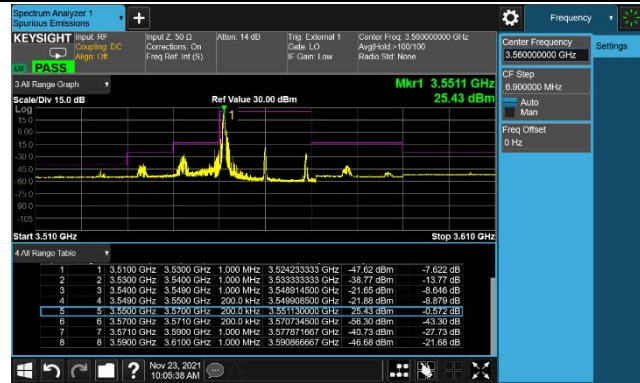 Spectrum Analyzer 1
Spurious Emissions
Frequency
KEYSIGHT
Input: RF
Coupling: DC
Align: Off
Input Z: 50 Ω
Corrections: On
Freq Ref: Int (S)
Atten: 14 dB
Trig: External 1
Gate: LO
IF Gain: Low
Center Freq: 3.560000000 GHz
Avg|Hold:>100/100
Radio Std: None
PASS
Center Frequency
3.560000000 GHz
Settings
CF Step
6.900000 MHz
Auto
Man
Freq Offset
0 Hz
3 All Range Graph
Mkr1 3.5511 GHz
25.43 dBm
Scale/Div 15.0 dB
Ref Value 30.00 dBm
Log
15.0
0.00
-15.0
-30.0
-45.0
-60.0
-75.0
-90.0
-105
1
Start 3.510 GHz
Stop 3.610 GHz
4 All Range Table
1 1 3.5100 GHz 3.5300 GHz 1.000 MHz 3.524233333 GHz -47.62 dBm -7.622 dB
2 2 3.5300 GHz 3.5400 GHz 1.000 MHz 3.533333333 GHz -38.77 dBm -13.77 dB
3 3 3.5400 GHz 3.5490 GHz 1.000 MHz 3.548914500 GHz -21.65 dBm -8.646 dB
4 4 3.5490 GHz 3.5500 GHz 200.0 kHz 3.549908500 GHz -21.88 dBm -8.879 dB
5 5 3.5500 GHz 3.5700 GHz 200.0 kHz 3.551130000 GHz 25.43 dBm -0.572 dB
6 6 3.5700 GHz 3.5710 GHz 200.0 kHz 3.570734500 GHz -56.30 dBm -43.30 dB
7 7 3.5710 GHz 3.5900 GHz 1.000 MHz 3.577871667 GHz -40.73 dBm -27.73 dB
8 8 3.5900 GHz 3.6100 GHz 1.000 MHz 3.590866667 GHz -46.68 dBm -21.68 dB
?
Nov 23, 2021
10:05:38 AM